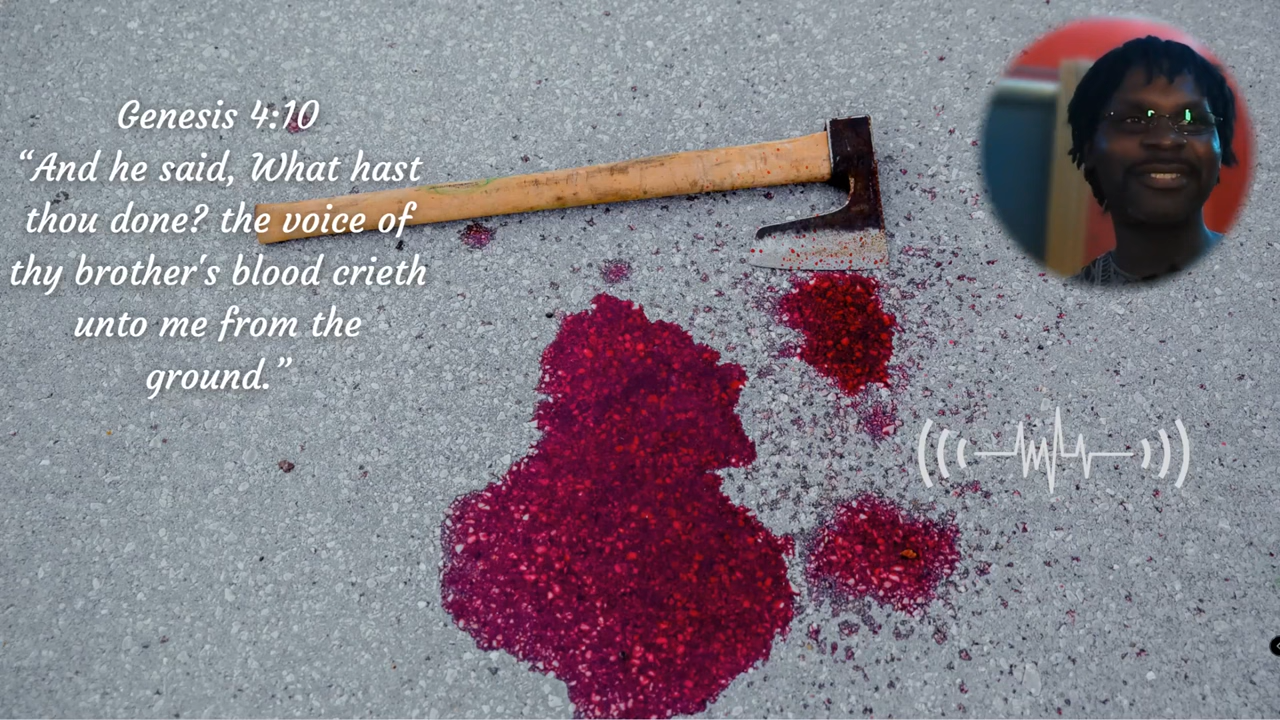 Genesis 4:10
“And he said, What hast
thou done? the voice of
thy brother's blood crieth
unto me from the
ground.”